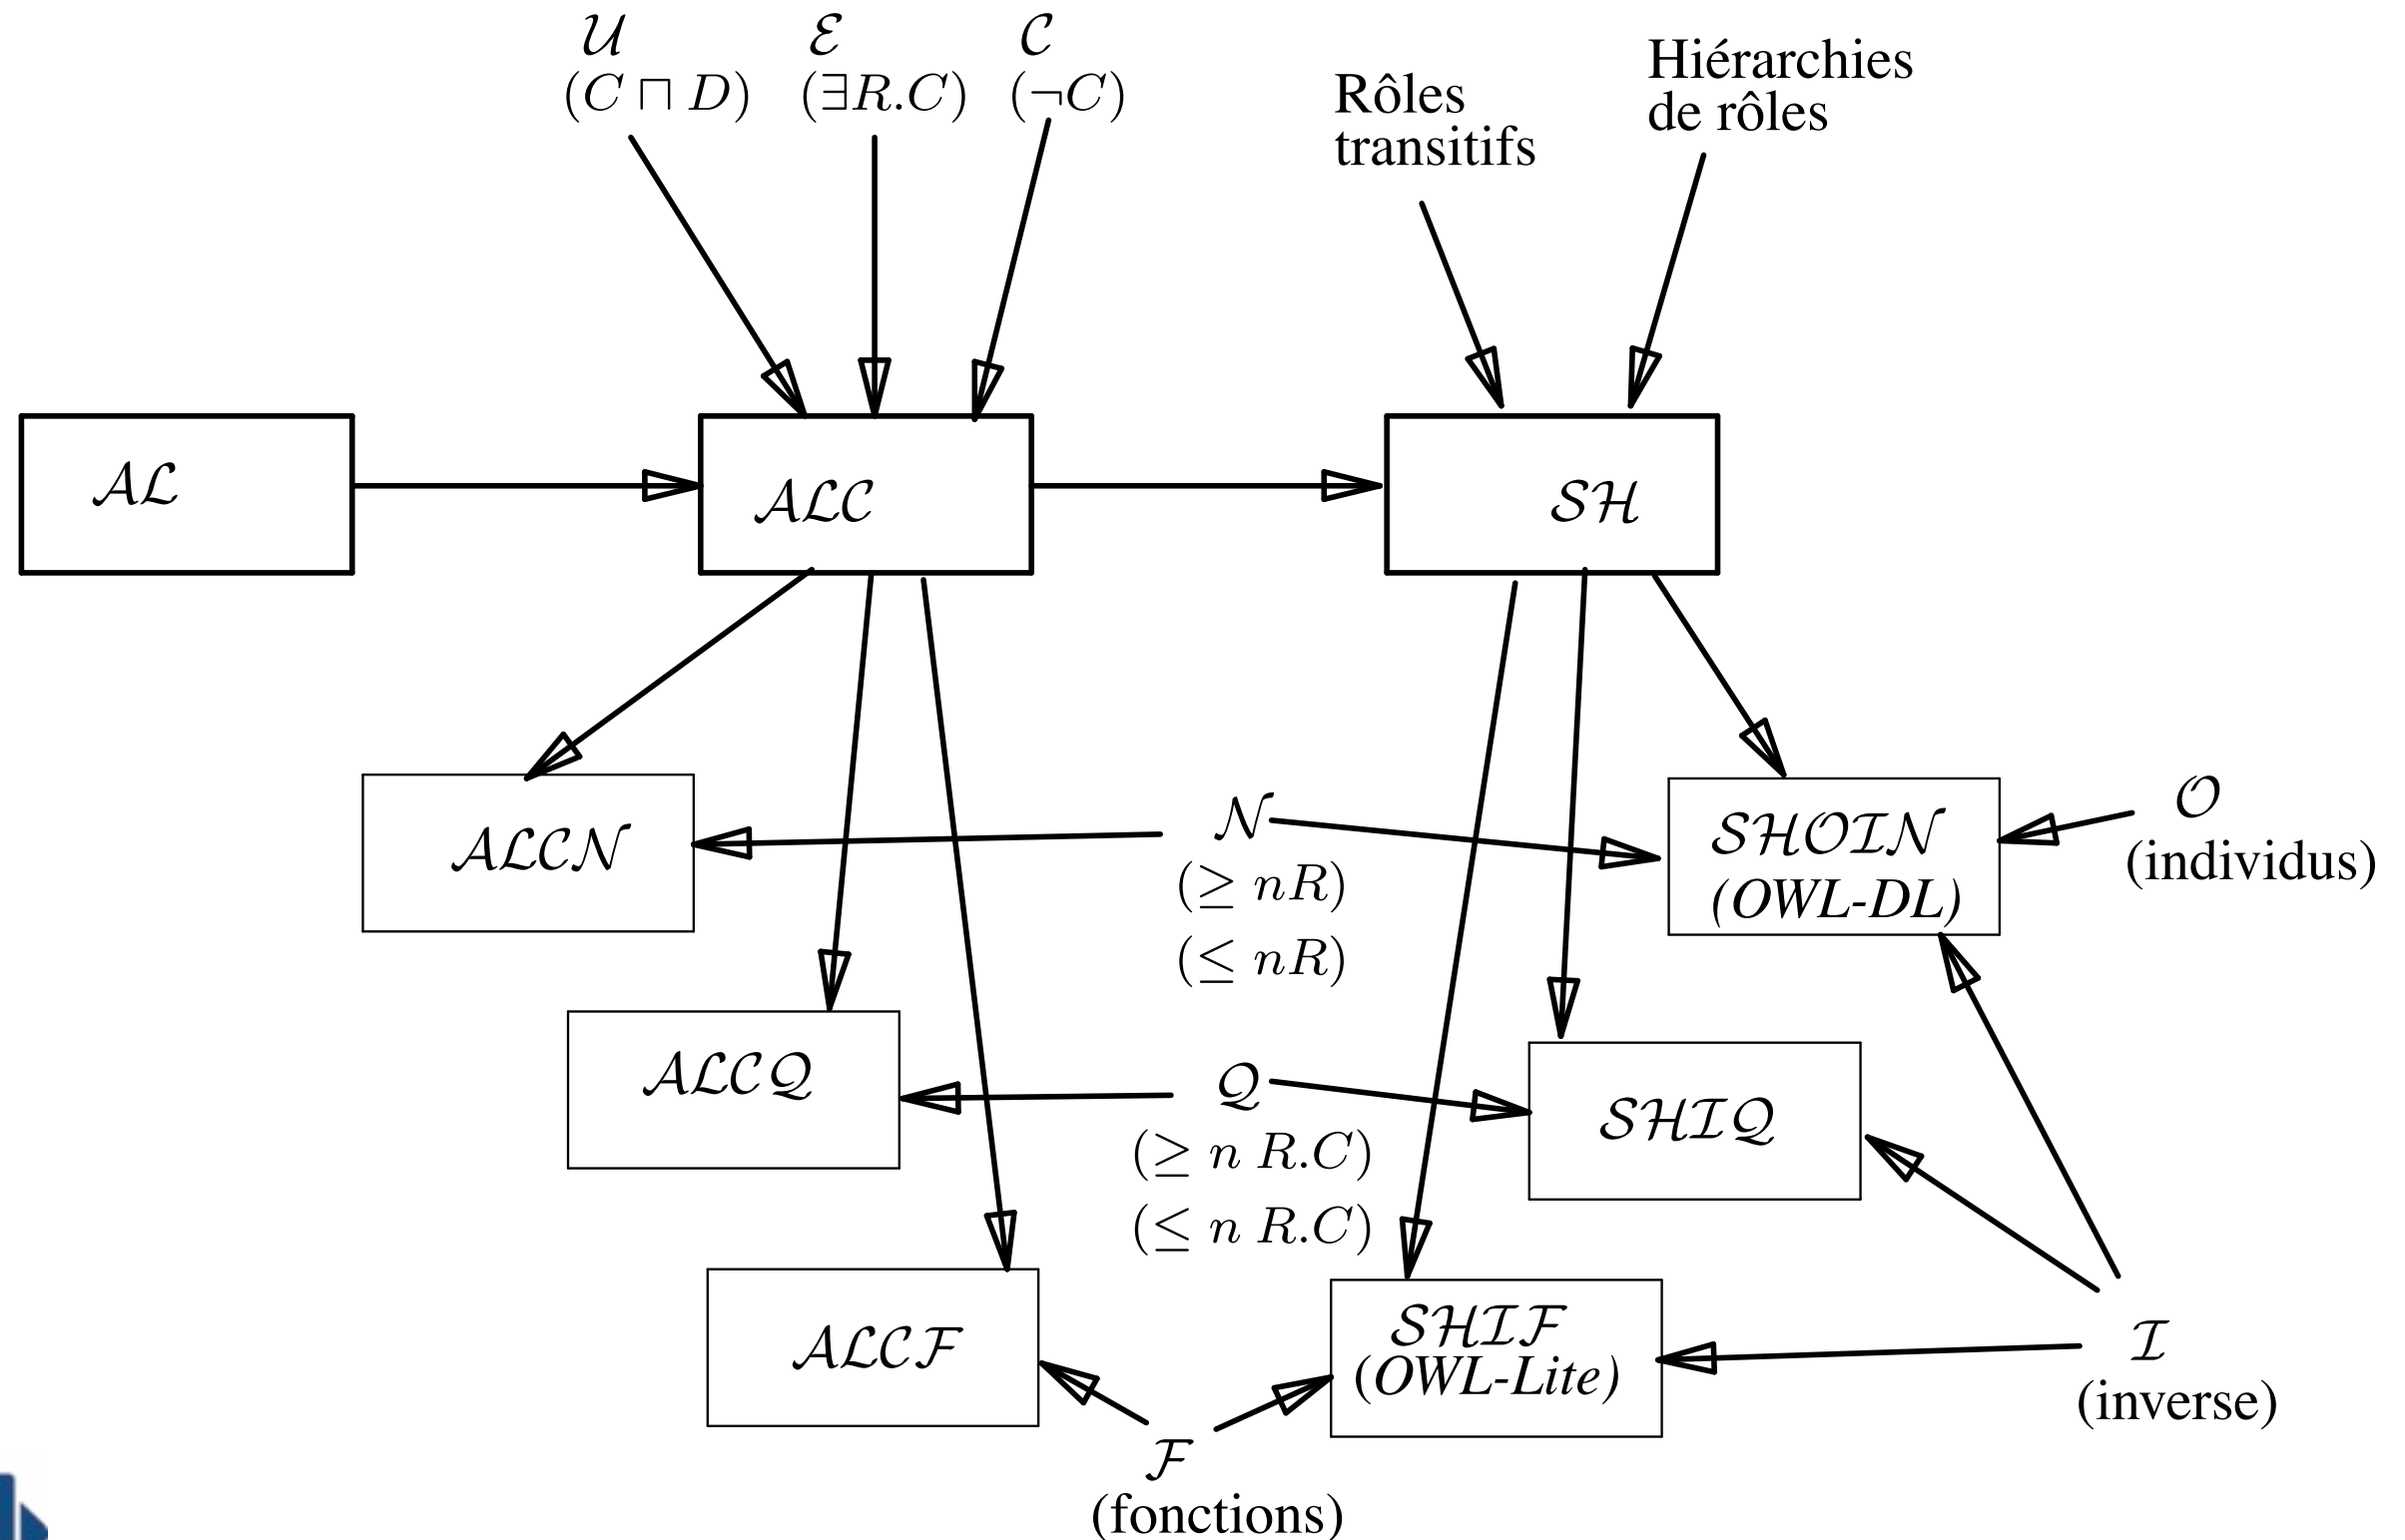 𝒰
(C ⊓ D)
ℰ
(∃R.C)
𝒞
(¬C)
Rôles
transitifs
Hiérarchies
de rôles
𝒜ℒ
𝒜ℒ𝒞
𝒮ℋ
𝒜ℒ𝒞𝒩
𝒩
(≥ nR)
(≤ nR)
𝒮ℋ𝒪ℐ𝒩
(OWL-DL)
𝒪
(individus)
𝒜ℒ𝒞𝒬
𝒬
(≥ n R.C)
(≤ n R.C)
𝒮ℋℐ𝒬
𝒜ℒ𝒞ℱ
𝒮ℋℐℱ
(OWL-Lite)
ℐ
(inverse)
ℱ
(fonctions)